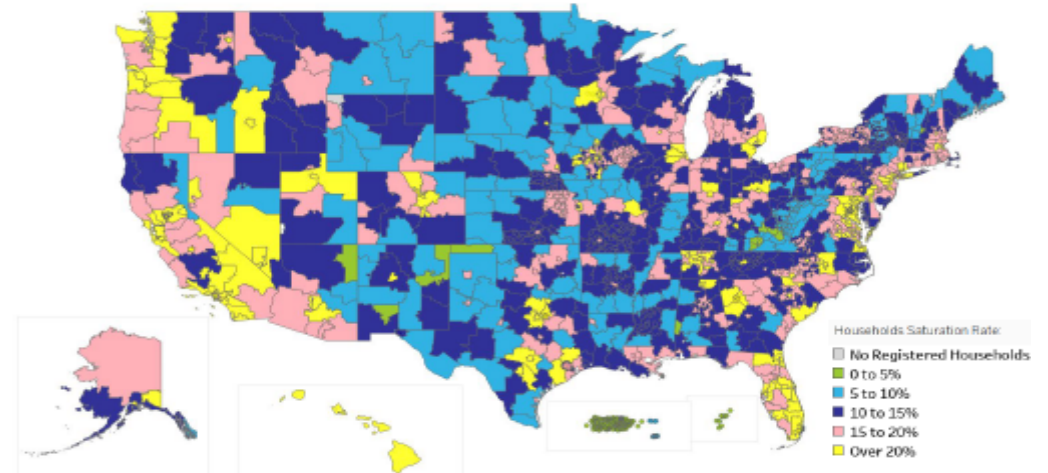 Households Saturation Rate:
No Registered Households
0 to 5%
5 to 10%
10 to 15%
15 to 20%
Over 20%